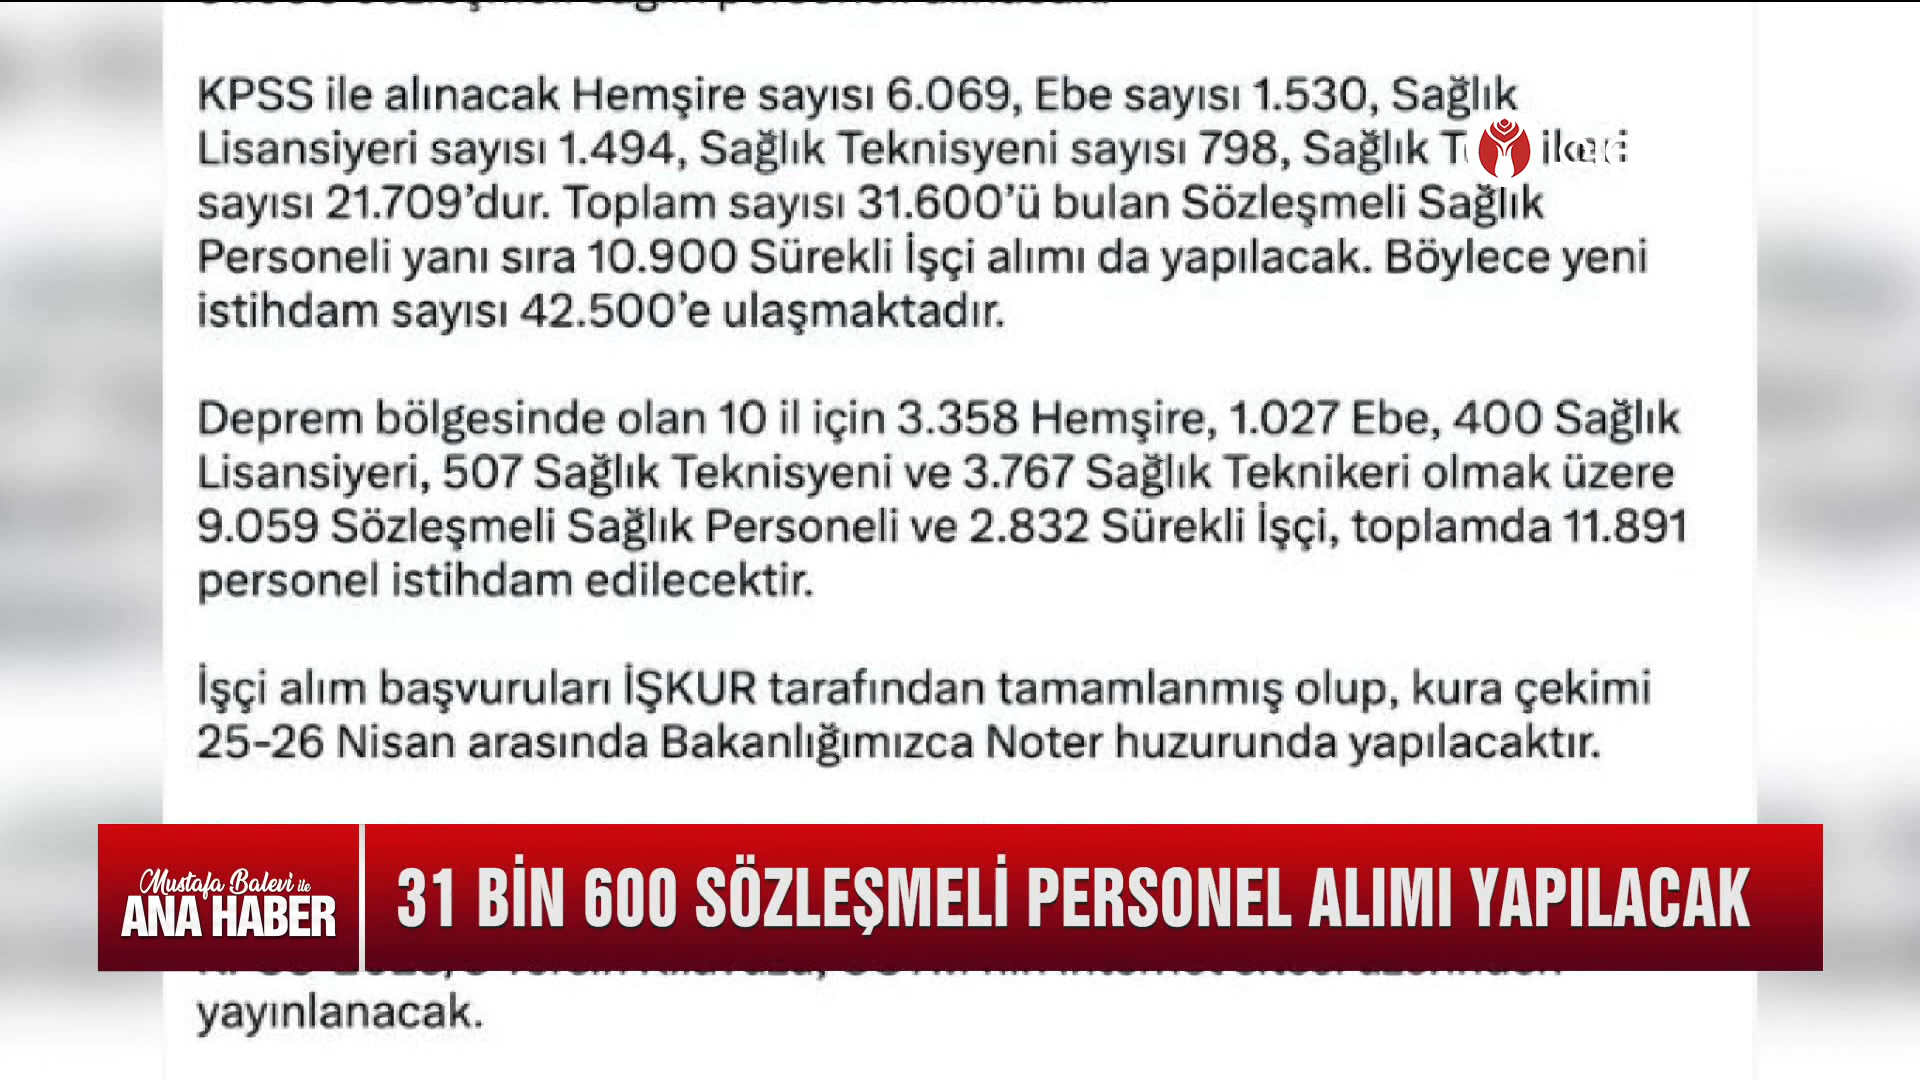 KPSS ile alınacak Hemşire sayısı 6.069, Ebe sayısı 1.530, Sağlık
Lisansiyeri sayısı 1.494, Sağlık Teknisyeni sayısı 798, Sağlık
sayısı 21.709’dur. Toplam sayısı 31.600’ü bulan Sözleşmeli Sağlık
Personeli yanı sıra 10.900 Sürekli İşçi alımı da yapılacak. Böylece yeni
istihdam sayısı 42.500’e ulaşmaktadır.
Deprem bölgesinde olan 10 il için 3.358 Hemşire, 1.027 Ebe, 400 Sağlık
Lisansiyeri, 507 Sağlık Teknisyeni ve 3.767 Sağlık Teknikeri olmak üzere
9.059 Sözleşmeli Sağlık Personeli ve 2.832 Sürekli İşçi, toplamda 11.891
personel istihdam edilecektir.
İşçi alım başvuruları İŞKUR tarafından tamamlanmış olup, kura çekimi
25-26 Nisan arasında Bakanlığımızca Noter huzurunda yapılacaktır.
Mustafa Balevi ile
ANA HABER
31 BİN 600 SÖZLEŞMELİ PERSONEL ALIMI YAPILACAK
yayınlanacak.